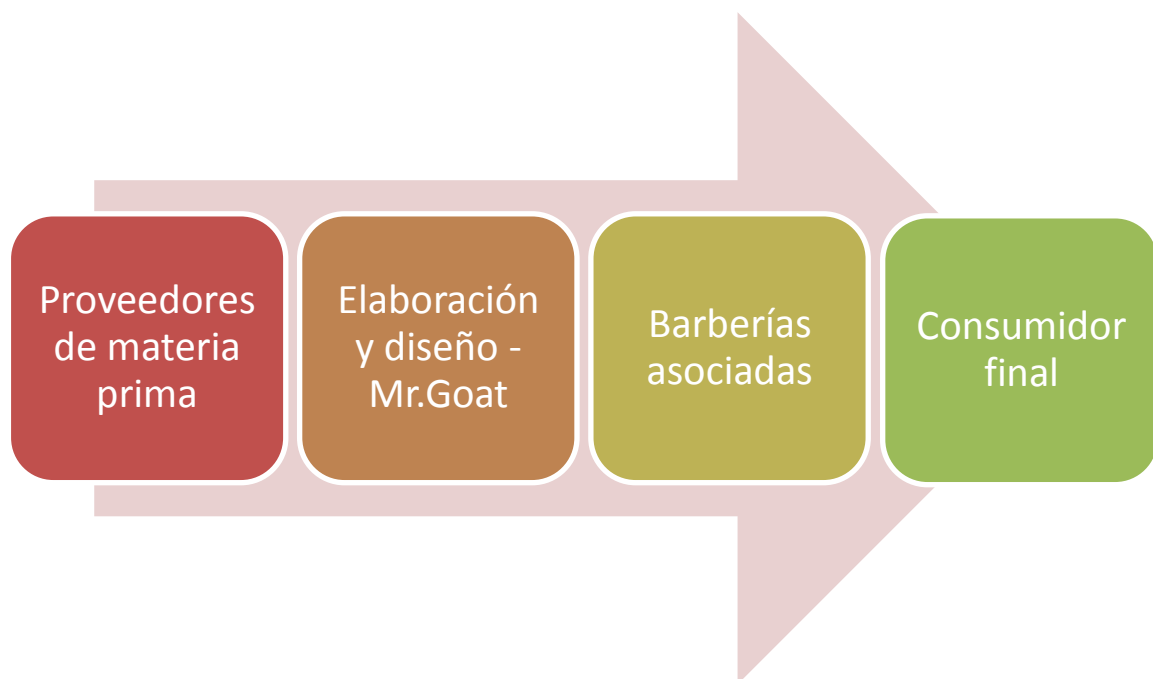 Proveedores
de materia
prima
Elaboración
y diseño -
Mr.Goat
Barberías
asociadas
Consumidor
final